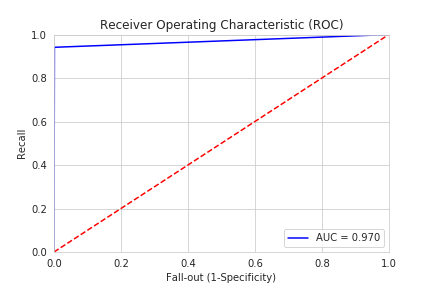 Receiver Operating Characteristic (ROC)
1.0
0.8
0.6
0.4
0.2
0.0
Recall
AUC = 0.970
0.0 0.2 0.4 0.6 0.8 1.0
Fall-out (1-Specificity)